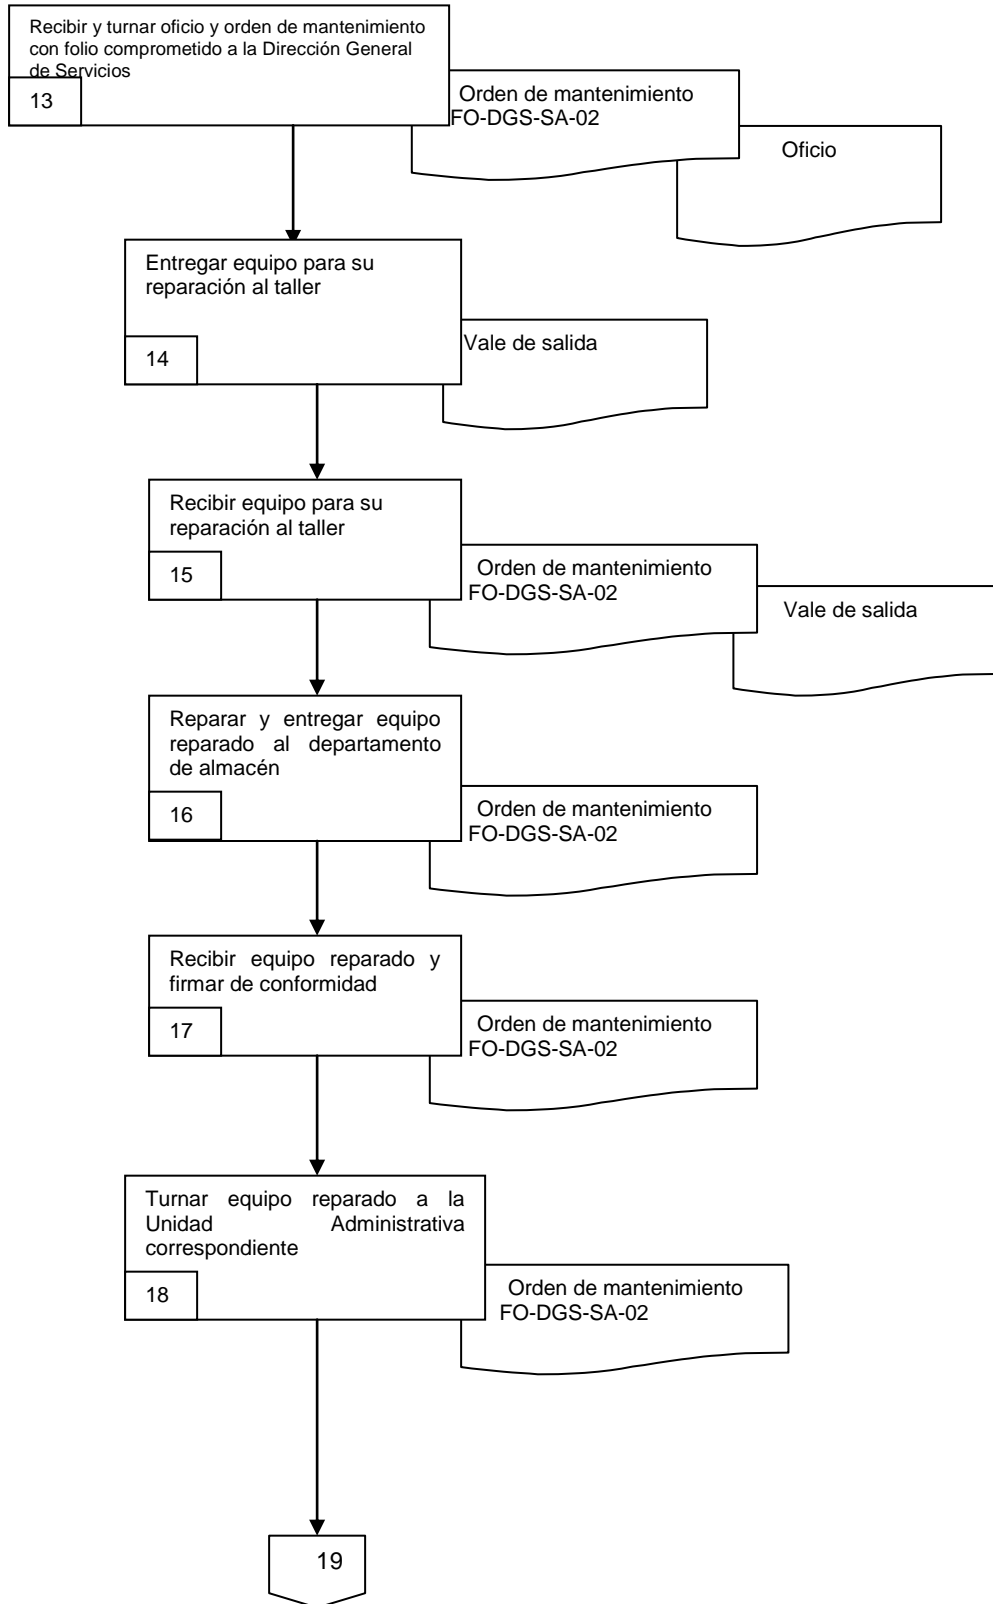 Recibir y turnar oficio y orden de mantenimiento
con folio comprometido a la Dirección General
de Servicios
13
Orden de mantenimiento
FO-DGS-SA-02
Oficio
Entregar equipo para su
reparación al taller
14
Vale de salida
Recibir equipo para su
reparación al taller
15
Orden de mantenimiento
FO-DGS-SA-02
Vale de salida
Reparar y entregar equipo
reparado al departamento
de almacén
16
Orden de mantenimiento
FO-DGS-SA-02
Recibir equipo reparado y
firmar de conformidad
17
Orden de mantenimiento
FO-DGS-SA-02
Turnar equipo reparado a la
Unidad Administrativa
correspondiente
18
Orden de mantenimiento
FO-DGS-SA-02
19